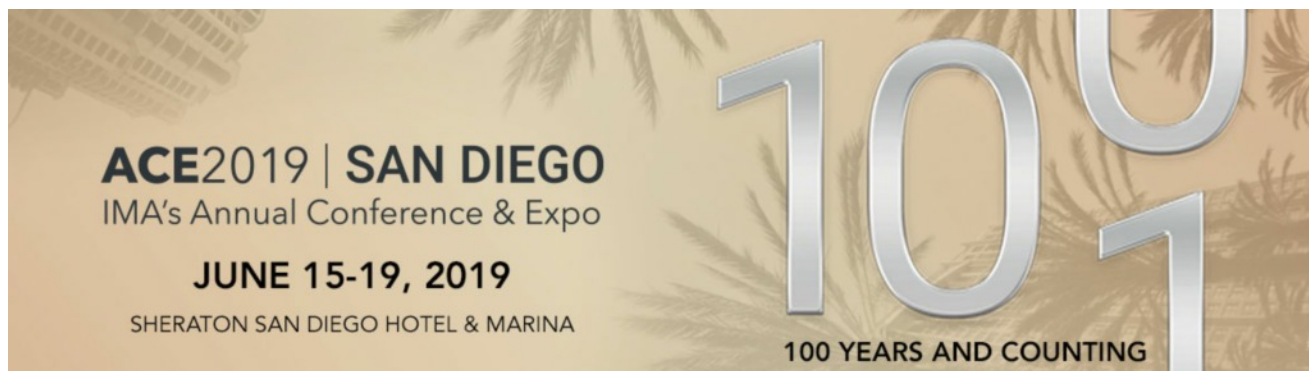 ACE2019 | SAN DIEGO
IMA's Annual Conference & Expo
JUNE 15-19, 2019
SHERATON SAN DIEGO HOTEL & MARINA
100
1
100 YEARS AND COUNTING